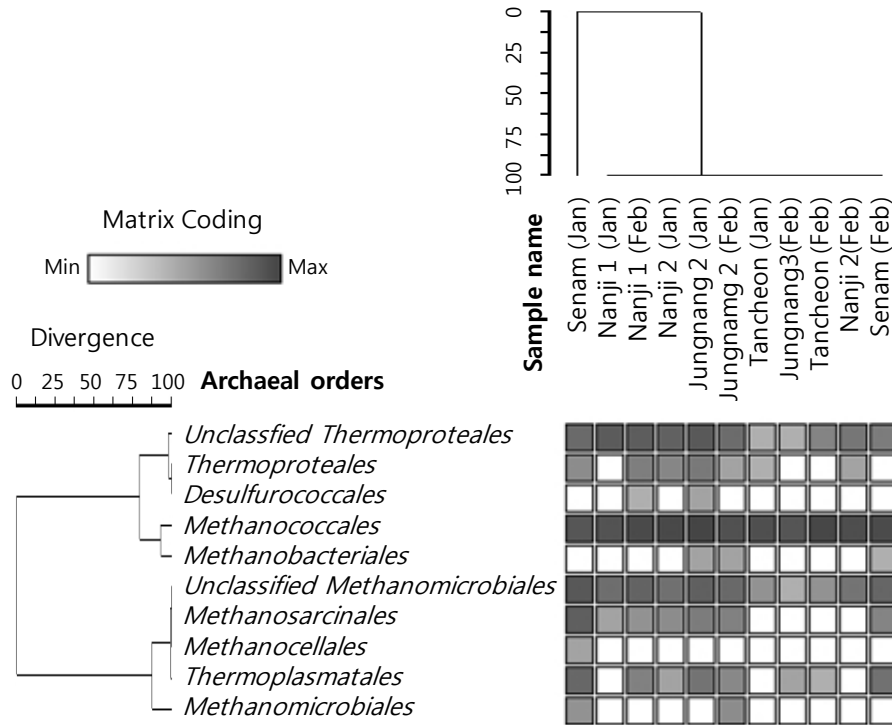 0
25
50
75
100
Sample name
Senam (Jan)
Nanji 1 (Jan)
Nanji 1 (Feb)
Nanji 2 (Jan)
Jungnang 2 (Jan)
Jungnamg 2 (Feb)
Tancheon (Jan)
Jungnang3(Feb)
Tancheon (Feb)
Nanji 2(Feb)
Senam (Feb)
Matrix Coding
Min Max
Divergence
0 25 50 75 100 Archaeal orders
Unclassfied Thermoproteales
Thermoproteales
Desulfurococcales
Methanococcales
Methanobacteriales
Unclassified Methanomicrobiales
Methanosarcinales
Methanocellales
Thermoplasmatales
Methanomicrobiales